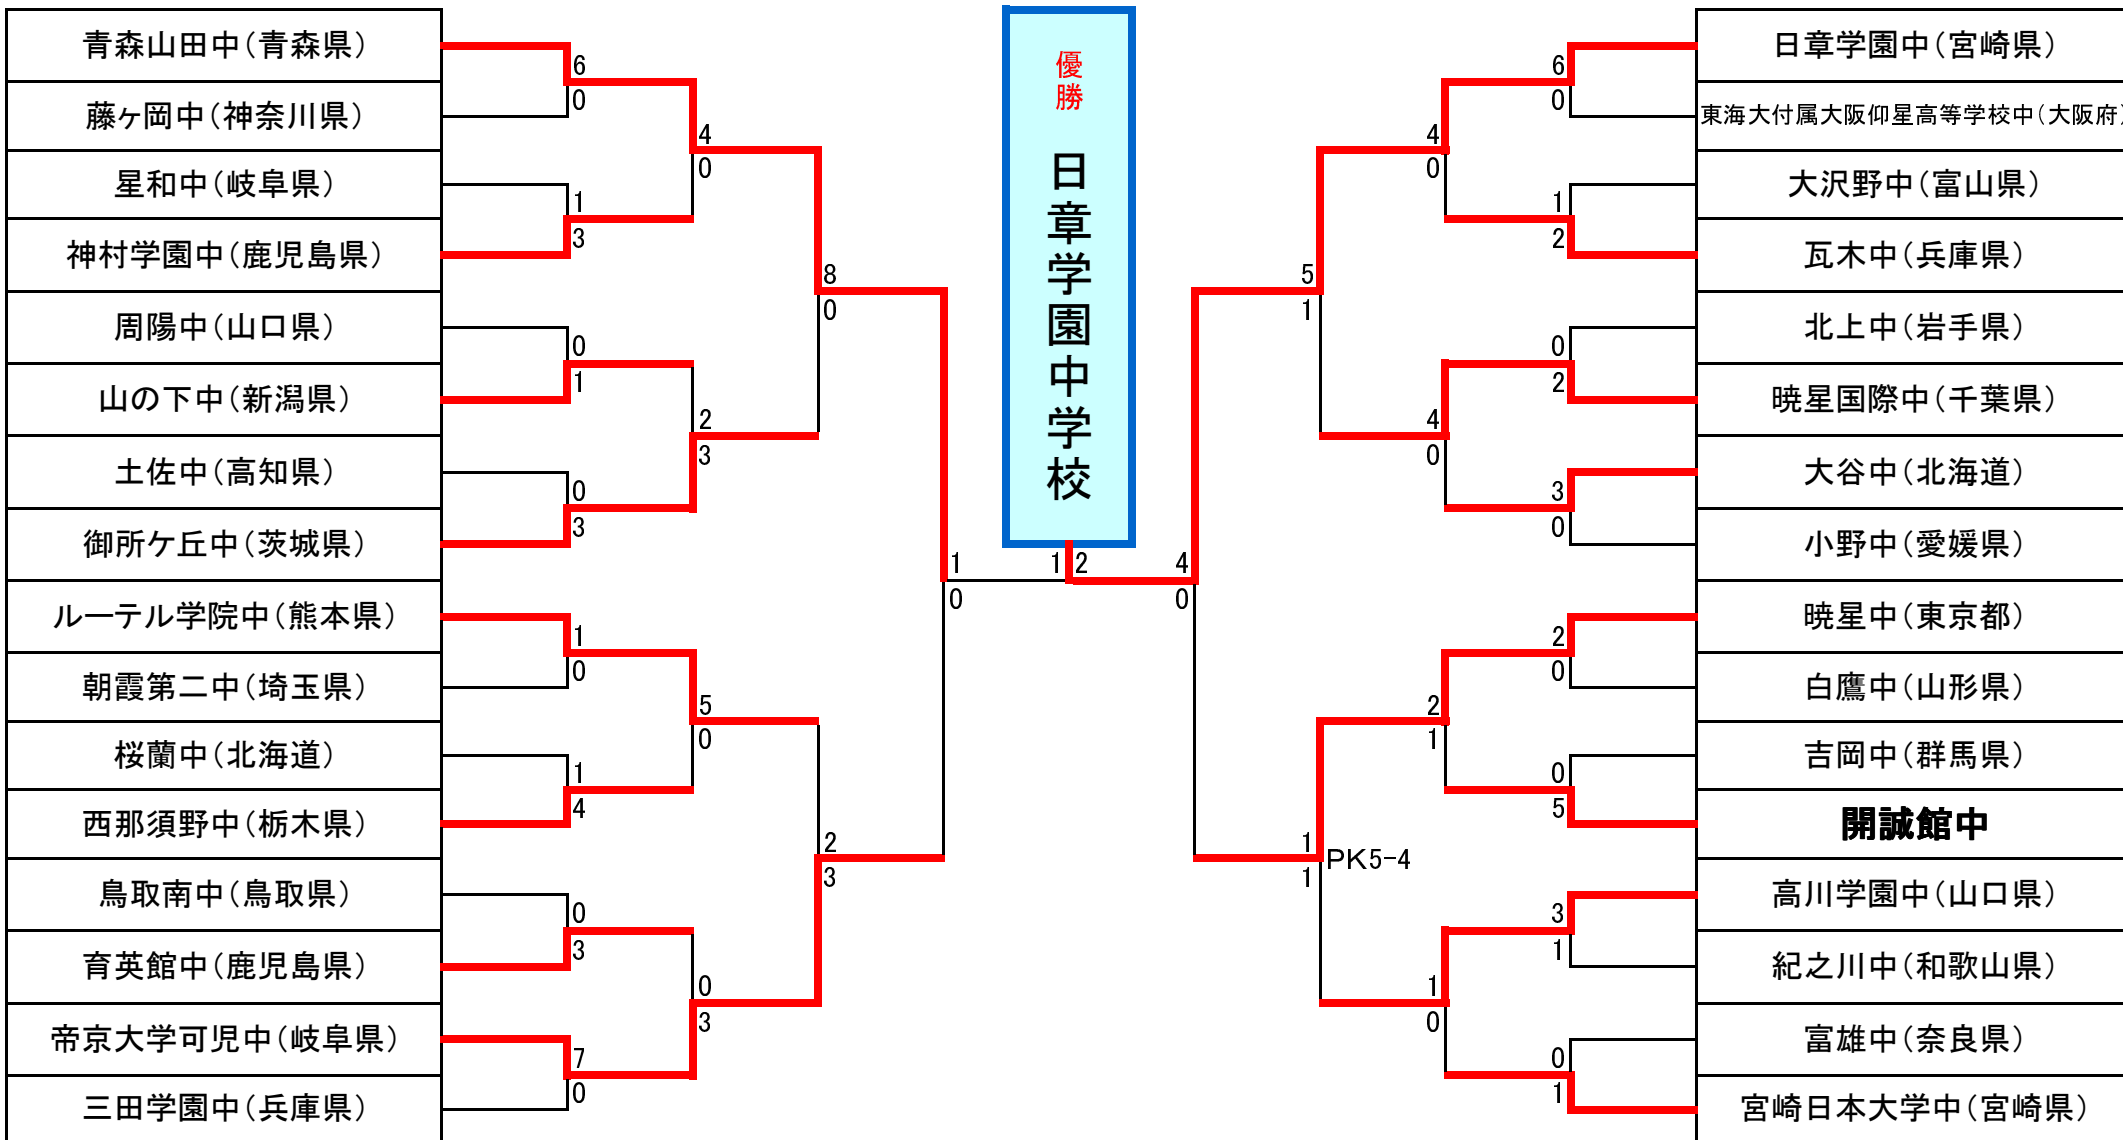 青森山田中(青森県)
藤ヶ岡中(神奈川県)
星和中(岐阜県)
神村学園中(鹿児島県)
周陽中(山口県)
山の下中(新潟県)
土佐中(高知県)
御所ケ丘中(茨城県)
ルーテル学院中(熊本県)
朝霞第二中(埼玉県)
桜蘭中(北海道)
西那須野中(栃木県)
鳥取南中(鳥取県)
育英館中(鹿児島県)
帝京大学可児中(岐阜県)
三田学園中(兵庫県)
6
0
1
3
0
1
0
3
1
0
1
4
0
3
7
0
4
0
2
3
5
0
0
3
8
0
2
3
1
0
優勝
日章学園中学校
1 2
4
0
5
1
1
1
PK5-4
4
0
4
0
2
1
1
0
6
0
1
2
0
2
3
0
2
0
0
5
3
1
0
1
日章学園中(宮崎県)
東海大付属大阪仰星高等学校中(大阪府)
大沢野中(富山県)
瓦木中(兵庫県)
北上中(岩手県)
暁星国際中(千葉県)
大谷中(北海道)
小野中(愛媛県)
暁星中(東京都)
白鷹中(山形県)
吉岡中(群馬県)
開誠館中
高川学園中(山口県)
紀之川中(和歌山県)
富雄中(奈良県)
宮崎日本大学中(宮崎県)